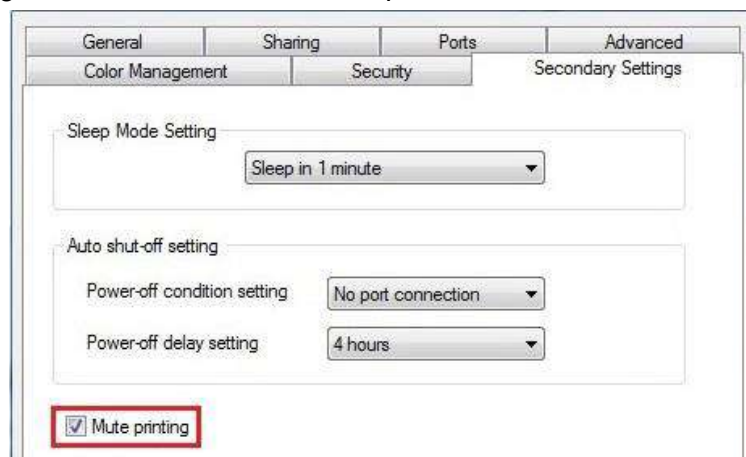 General Sharing Ports Advanced
Color Management Security Secondary Settings
Sleep Mode Setting
Sleep in 1 minute
Auto shut-off setting
Power-off condition setting No port connection
Power-off delay setting 4 hours
Mute printing